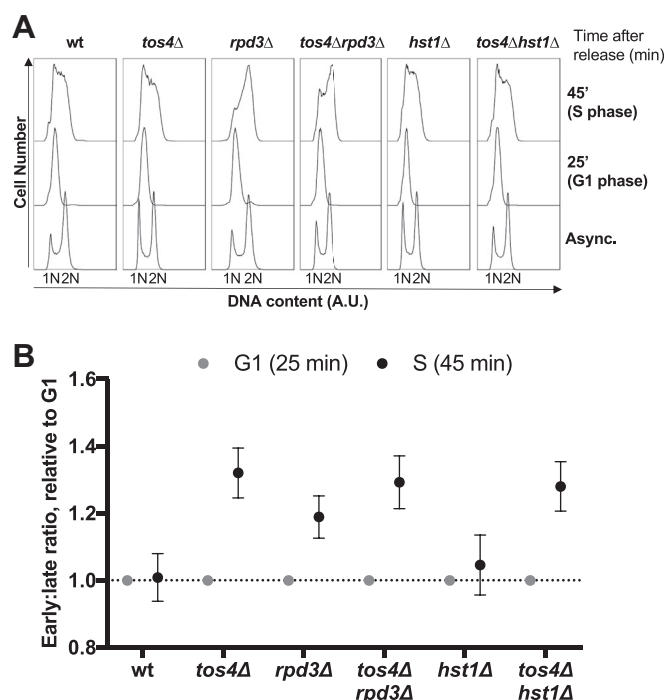 A
wt
tos4Δ
rpd3Δ
tos4Δrpd3Δ
hst1Δ
tos4Δhst1Δ
Time after
release (min)
Cell Number
45'
(S phase)
25'
(G1 phase)
Async.
1N2N
1N2N
1N 2N
1N2N
1N2N
1N2N
DNA content (A.U.)
B
G1 (25 min)
S (45 min)
Early:late ratio, relative to G1
1.6
1.4
1.2
1.0
0.8
wt
tos4Δ
rpd3Δ
tos4Δ
rpd3Δ
hst1Δ
tos4Δ
hst1Δ